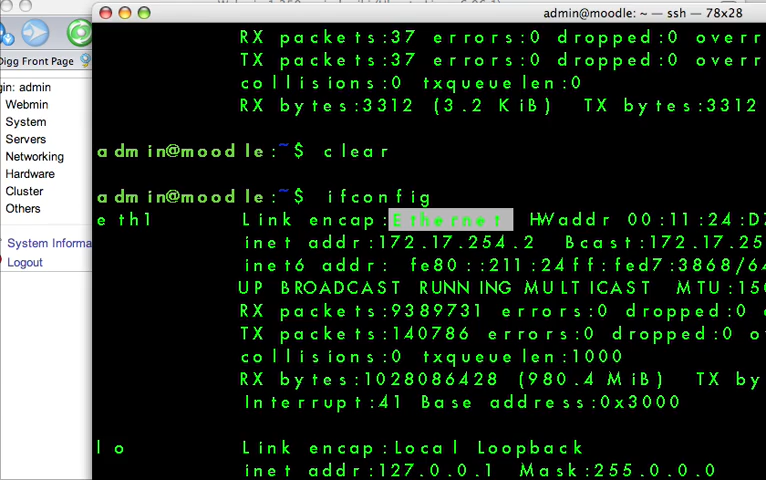 admin@moodle: ~ — ssh — 78x28
Digg Front Page
gin: admin
Webmin
System
Servers
Networking
Hardware
Cluster
Others
System Informa
Logout
RX packets:37 errors:0 dropped:0 overr
TX packets:37 errors:0 dropped:0 overr
collisions:0 txqueuelen:0
RX bytes:3312 (3.2 KiB) TX bytes:3312
admin@moodle:~$ clear
admin@moodle:~$ ifconfig
eth1 Link encap:Ethernet HWaddr 00:11:24:D7
inet addr:172.17.254.2 Bcast:172.17.25
inet6 addr: fe80::211:24ff:fed7:3868/64
UP BROADCAST RUNNING MULTICAST MTU:150
RX packets:9389731 errors:0 dropped:0
TX packets:140786 errors:0 dropped:0 ov
collisions:0 txqueuelen:1000
RX bytes:1028086428 (980.4 MiB) TX by
Interrupt:41 Base address:0x3000
lo Link encap:Local Loopback
inet addr:127.0.0.1 Mask:255.0.0.0